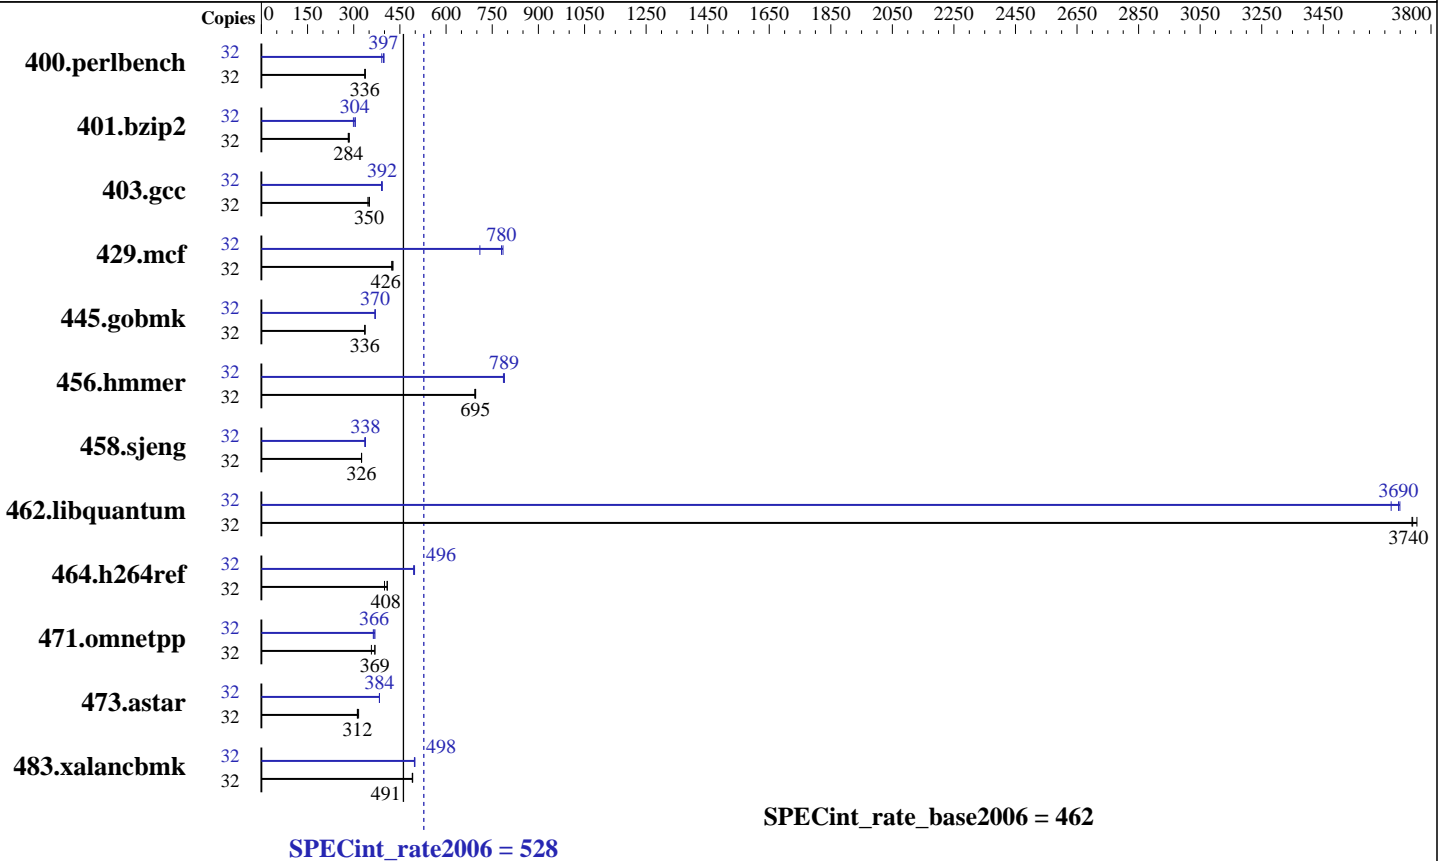 Copies 0 150 300 450 600 750 900 1050 1250 1450 1650 1850 2050 2250 2450 2650 2850 3050 3250 3450 3800
400.perlbench 32 397
32 336
401.bzip2 32 304
32 284
403.gcc 32 392
32 350
429.mcf 32 780
32 426
445.gobmk 32 370
32 336
456.hmmer 32 789
32 695
458.sjeng 32 338
32 326
462.libquantum 32 3690
32 3740
464.h264ref 32 496
32 408
471.omnetpp 32 366
32 369
473.astar 32 384
32 312
483.xalancbmk 32 498
32 491
SPECint_rate_base2006 = 462
SPECint_rate2006 = 528